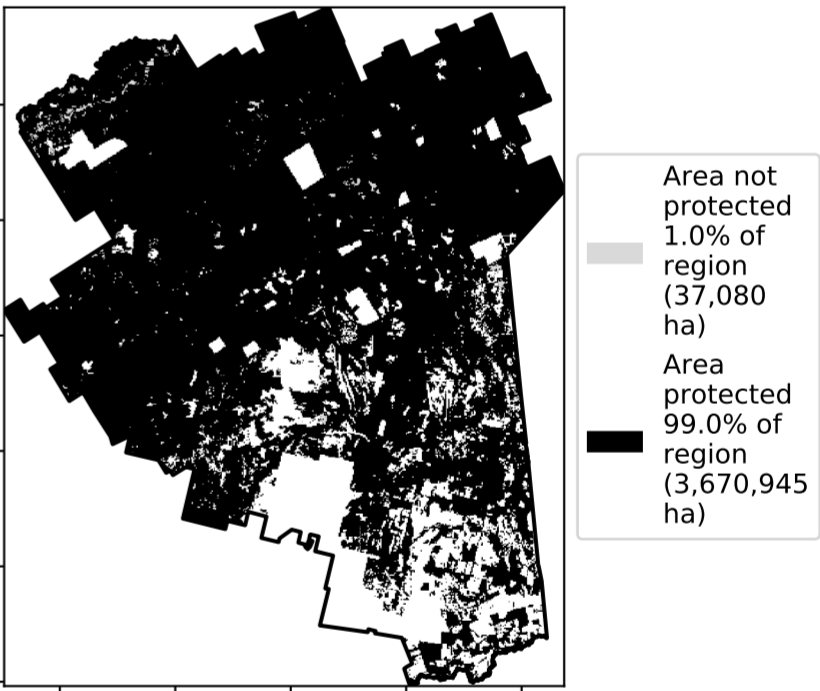 Area not
protected
1.0% of
region
(37,080
ha)
Area
protected
99.0% of
region
(3,670,945
ha)